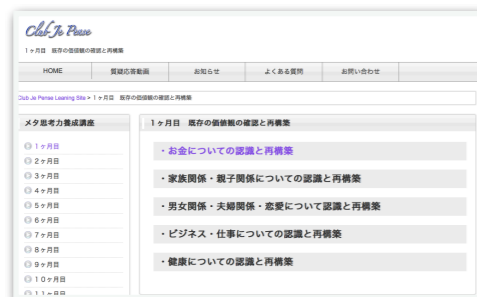 Club Je Pense
1ヶ月目 既存の価値観の確認と再構築
HOME
質疑応答動画
お知らせ
よくある質問
お問い合わせ
Club Je Pense Leaning Site > 1ヶ月目 既存の価値観の確認と再構築
メタ思考力養成講座
1ヶ月目
2ヶ月目
3ヶ月目
4ヶ月目
5ヶ月目
6ヶ月目
7ヶ月目
8ヶ月目
9ヶ月目
10ヶ月目
11ヶ月目
1ヶ月目 既存の価値観の確認と再構築
・お金についての認識と再構築
・家族関係・親子関係についての認識と再構築
・男女関係・夫婦関係・恋愛について認識と再構築
・ビジネス・仕事についての認識と再構築
・健康についての認識と再構築